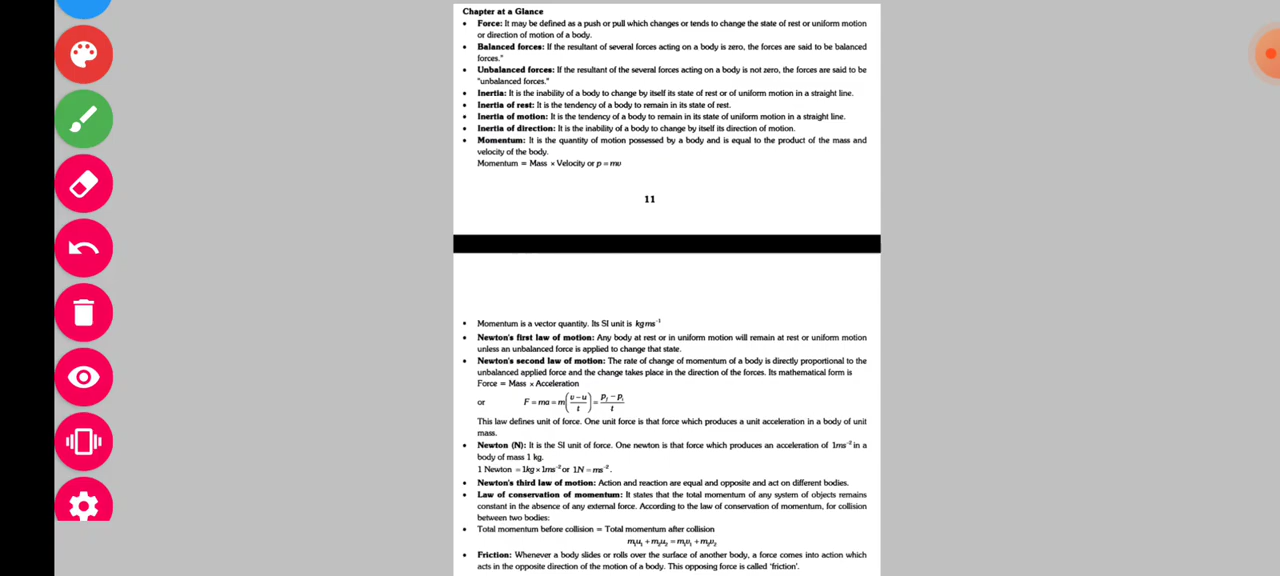 Chapter at a Glance
• Force: It may be defined as a push or pull which changes or tends to change the state of rest or uniform motion
or direction of motion of a body.
• Balanced forces: If the resultant of several forces acting on a body is zero, the forces are said to be balanced
forces."
• Unbalanced forces: If the resultant of the several forces acting on a body is not zero, the forces are said to be
"unbalanced forces."
• Inertia: It is the inability of a body to change by itself its state of rest or of uniform motion in a straight line.
• Inertia of rest: It is the tendency of a body to remain in its state of rest.
• Inertia of motion: It is the tendency of a body to remain in its state of uniform motion in a straight line.
• Inertia of direction: It is the inability of a body to change by itself its direction of motion.
• Momentum: It is the quantity of motion possessed by a body and is equal to the product of the mass and
velocity of the body.
Momentum = Mass × Velocity or p = mv
11
• Momentum is a vector quantity. Its SI unit is kgms⁻¹
• Newton's first law of motion: Any body at rest or in uniform motion will remain at rest or uniform motion
unless an unbalanced force is applied to change that state.
• Newton's second law of motion: The rate of change of momentum of a body is directly proportional to the
unbalanced applied force and the change takes place in the direction of the forces. Its mathematical form is
Force = Mass × Acceleration
or F = ma = m((v − u)/t) = (p_f − p_i)/t
This law defines unit of force. One unit force is that force which produces a unit acceleration in a body of unit
mass.
• Newton (N): It is the SI unit of force. One newton is that force which produces an acceleration of 1ms⁻² in a
body of mass 1 kg.
1 Newton = 1kg × 1ms⁻² or 1N = ms⁻².
• Newton's third law of motion: Action and reaction are equal and opposite and act on different bodies.
• Law of conservation of momentum: It states that the total momentum of any system of objects remains
constant in the absence of any external force. According to the law of conservation of momentum, for collision
between two bodies:
• Total momentum before collision = Total momentum after collision
m₁u₁ + m₂u₂ = m₁v₁ + m₂v₂
• Friction: Whenever a body slides or rolls over the surface of another body, a force comes into action which
acts in the opposite direction of the motion of a body. This opposing force is called 'friction'.